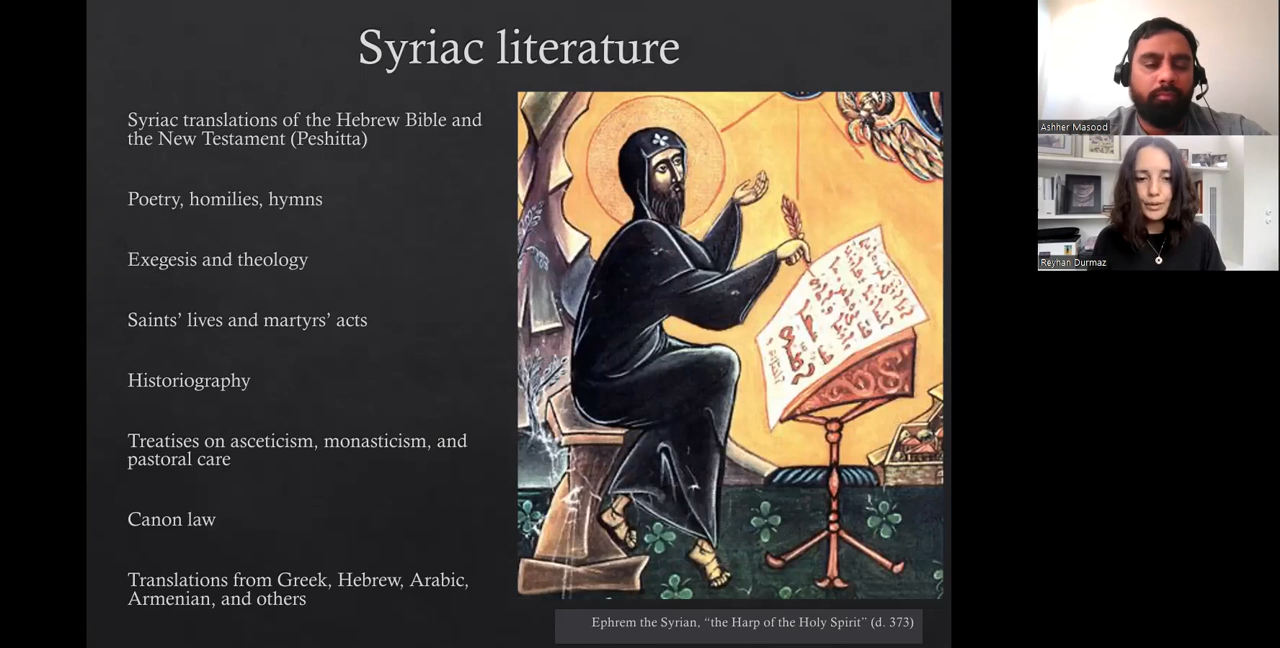 Syriac literature
Syriac translations of the Hebrew Bible and
the New Testament (Peshitta)
Poetry, homilies, hymns
Exegesis and theology
Saints’ lives and martyrs’ acts
Historiography
Treatises on asceticism, monasticism, and
pastoral care
Canon law
Translations from Greek, Hebrew, Arabic,
Armenian, and others
Ephrem the Syrian, “the Harp of the Holy Spirit” (d. 373)
Ashher Masood
Reyhan Durmaz